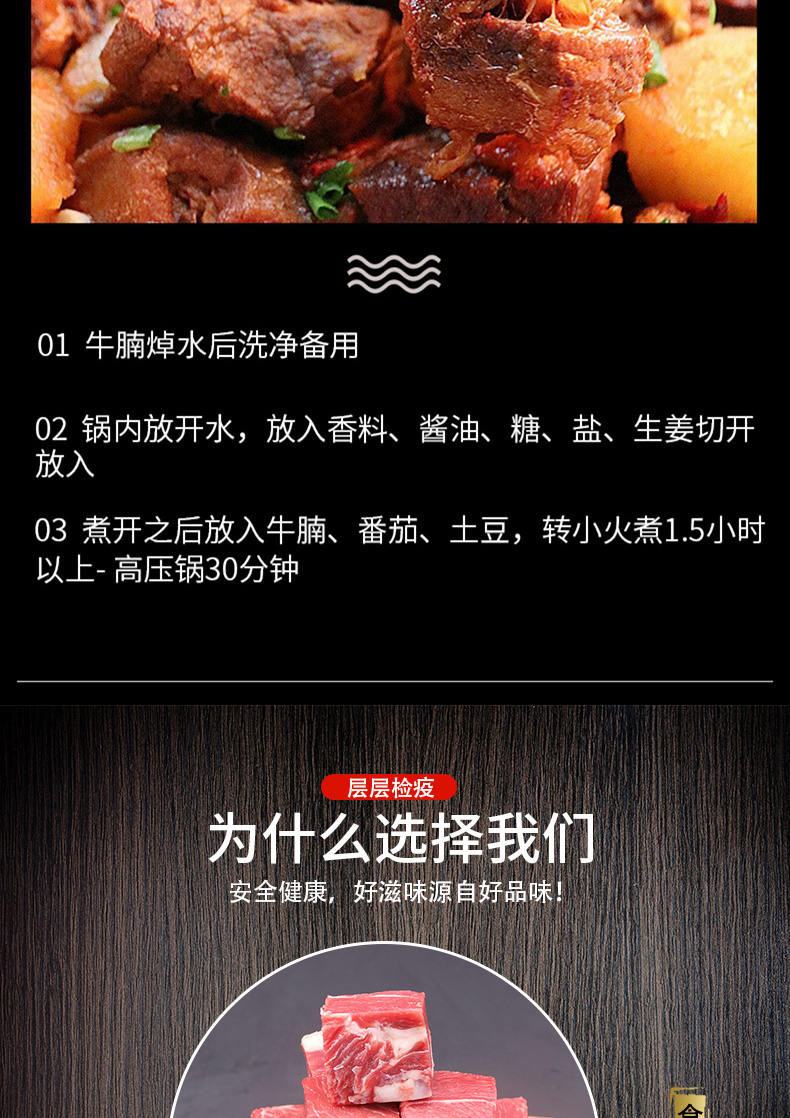 01 牛腩焯水后洗净备用
02 锅内放开水，放入香料、酱油、糖、盐、生姜切开
放入
03 煮开之后放入牛腩、番茄、土豆，转小火煮1.5小时
以上- 高压锅30分钟
层层检疫
为什么选择我们
安全健康，好滋味源自好品味！